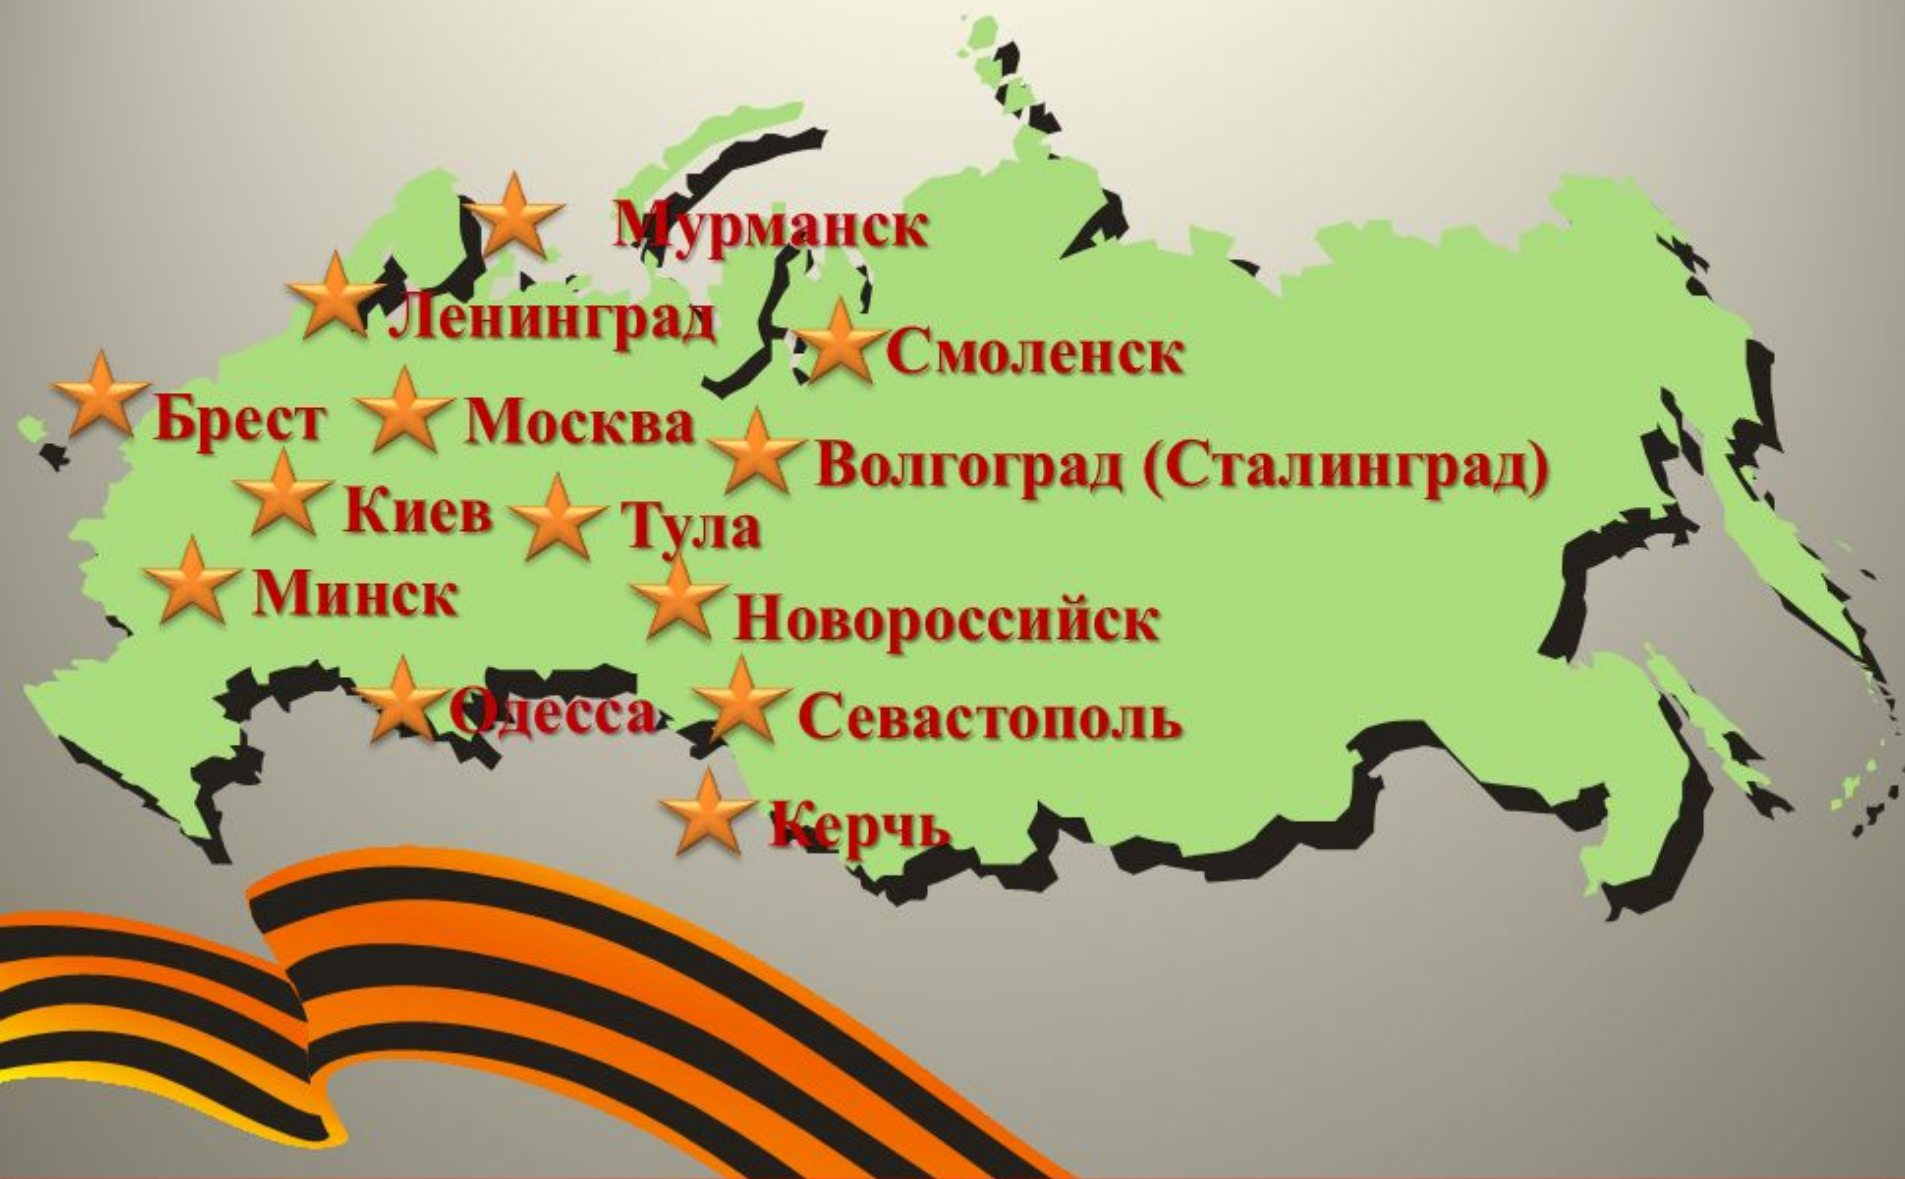 Мурманск
Ленинград
Смоленск
Брест
Москва
Волгоград (Сталинград)
Киев
Тула
Минск
Новороссийск
Одесса
Севастополь
Керчь